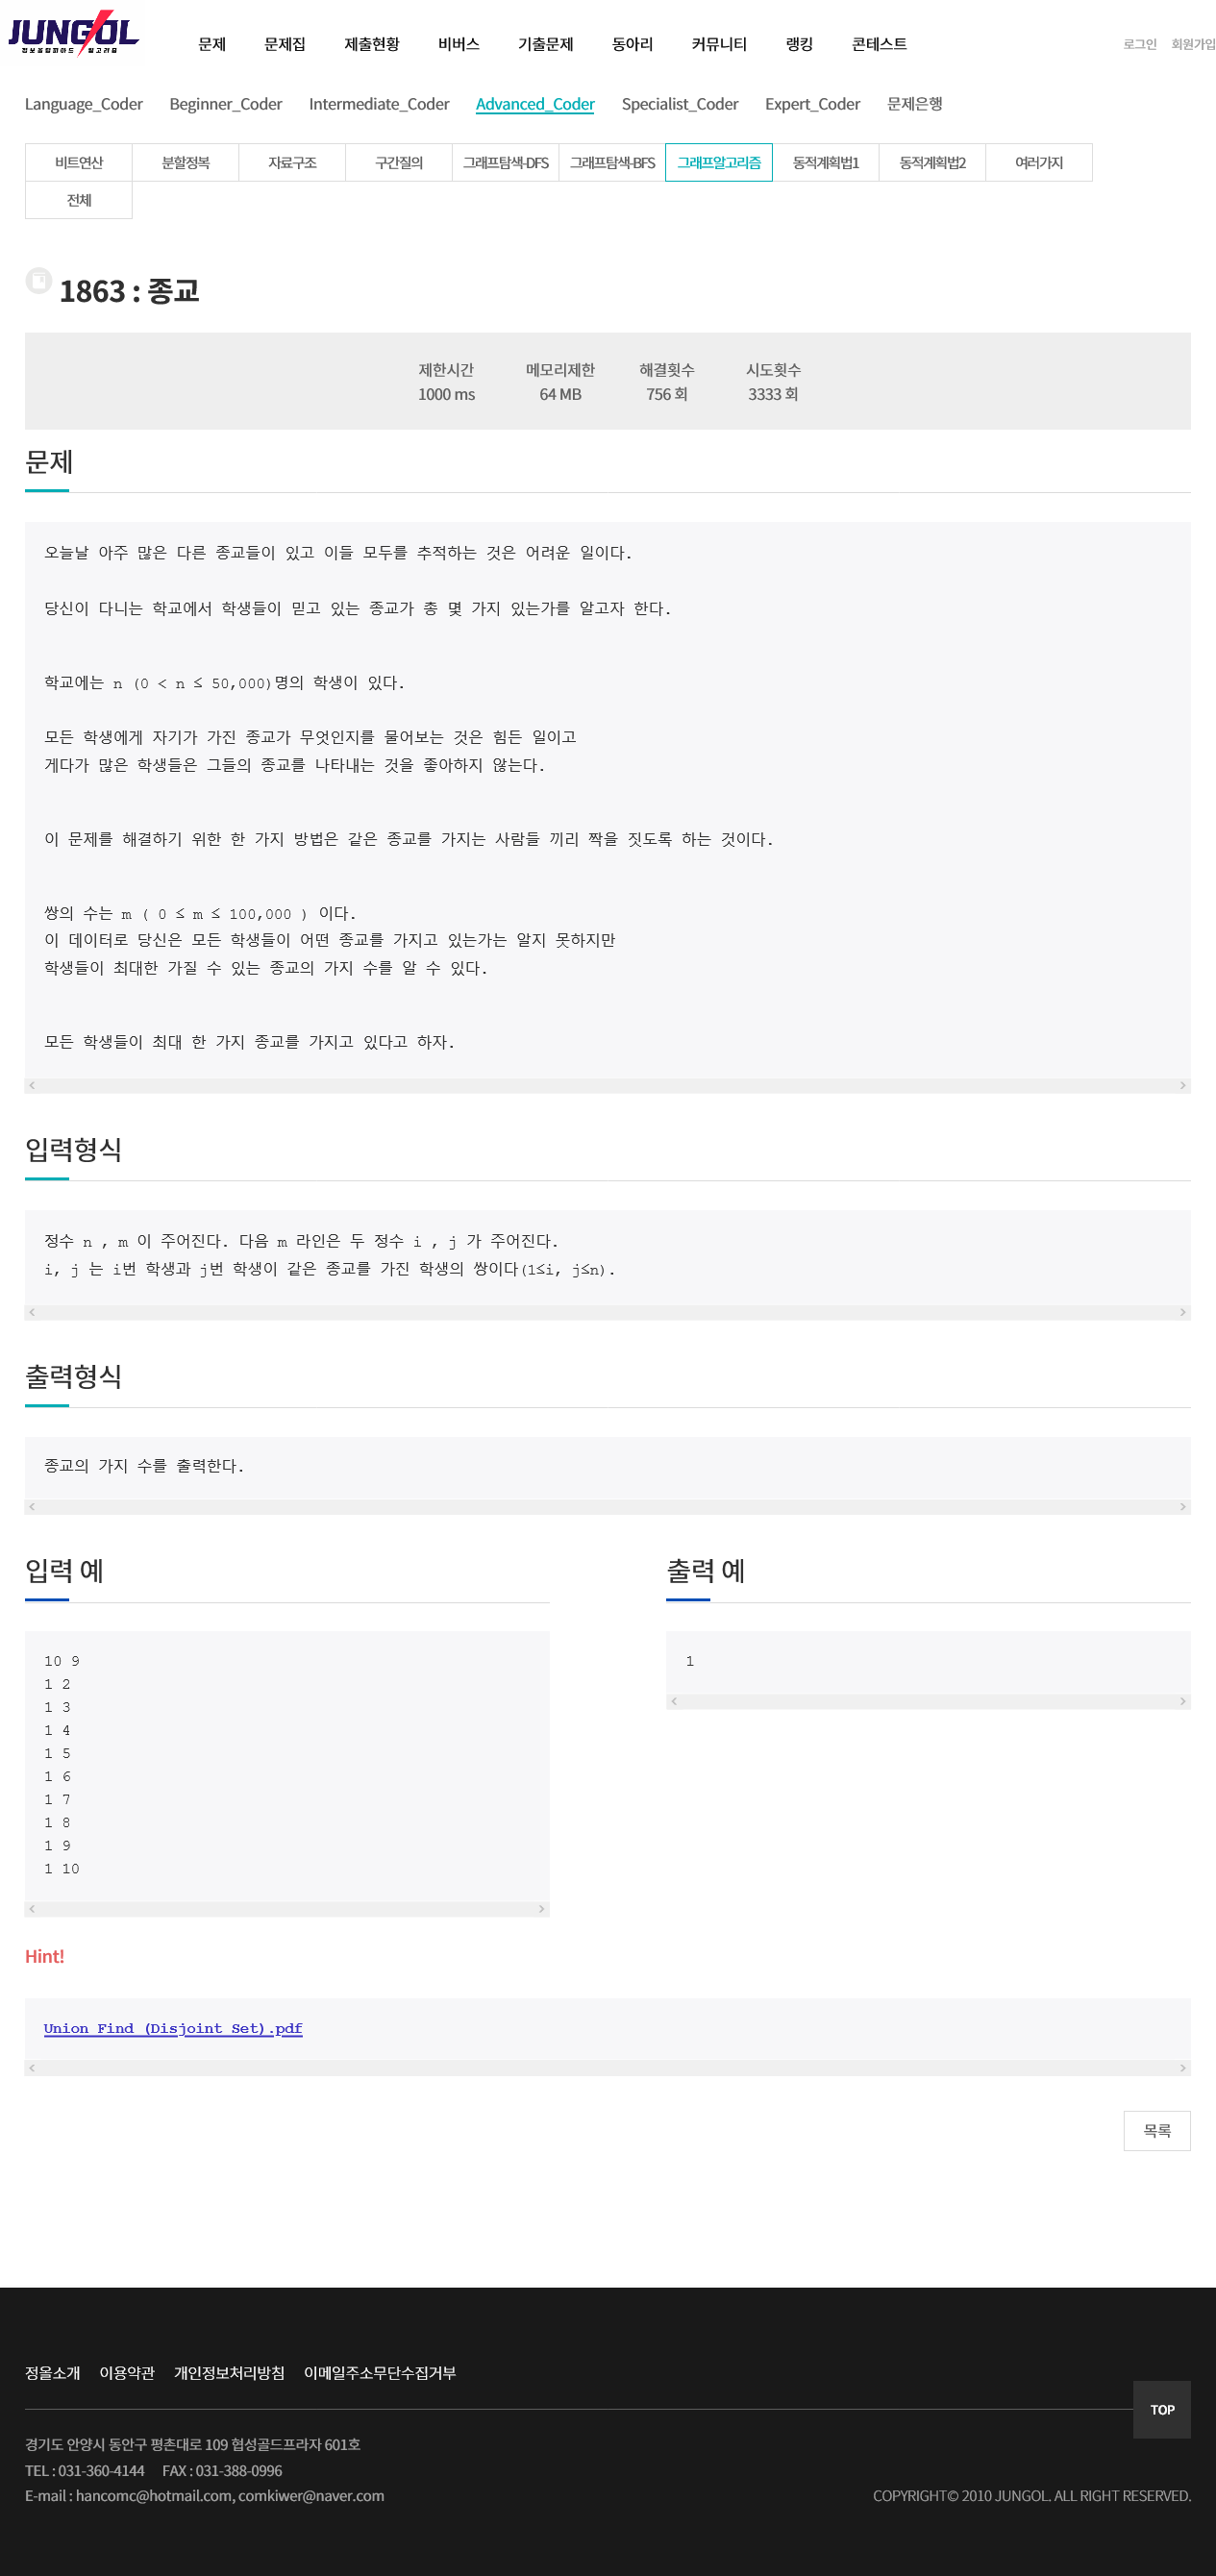 JUNGOL
정보올림피아드 알고리즘
문제 문제집 제출현황 비버스 기출문제 동아리 커뮤니티 랭킹 콘테스트 로그인 회원가입
Language_Coder Beginner_Coder Intermediate_Coder Advanced_Coder Specialist_Coder Expert_Coder 문제은행
비트연산 분할정복 자료구조 구간질의 그래프탐색-DFS 그래프탐색-BFS 그래프알고리즘 동적계획법1 동적계획법2 여러가지
전체
1863 : 종교
제한시간 메모리제한 해결횟수 시도횟수
1000 ms 64 MB 756 회 3333 회
문제
오늘날 아주 많은 다른 종교들이 있고 이들 모두를 추적하는 것은 어려운 일이다.
당신이 다니는 학교에서 학생들이 믿고 있는 종교가 총 몇 가지 있는가를 알고자 한다.
학교에는 n (0 < n ≤ 50,000)명의 학생이 있다.
모든 학생에게 자기가 가진 종교가 무엇인지를 물어보는 것은 힘든 일이고
게다가 많은 학생들은 그들의 종교를 나타내는 것을 좋아하지 않는다.
이 문제를 해결하기 위한 한 가지 방법은 같은 종교를 가지는 사람들 끼리 짝을 짓도록 하는 것이다.
쌍의 수는 m ( 0 ≤ m ≤ 100,000 ) 이다.
이 데이터로 당신은 모든 학생들이 어떤 종교를 가지고 있는가는 알지 못하지만
학생들이 최대한 가질 수 있는 종교의 가지 수를 알 수 있다.
모든 학생들이 최대 한 가지 종교를 가지고 있다고 하자.
입력형식
정수 n , m 이 주어진다. 다음 m 라인은 두 정수 i , j 가 주어진다.
i, j 는 i번 학생과 j번 학생이 같은 종교를 가진 학생의 쌍이다(1≤i, j≤n).
출력형식
종교의 가지 수를 출력한다.
입력 예
10 9
1 2
1 3
1 4
1 5
1 6
1 7
1 8
1 9
1 10
출력 예
1
Hint!
Union Find (Disjoint Set).pdf
목록
정올소개 이용약관 개인정보처리방침 이메일주소무단수집거부
TOP
경기도 안양시 동안구 평촌대로 109 협성골드프라자 601호
TEL : 031-360-4144 FAX : 031-388-0996
E-mail : hancomc@hotmail.com, comkiwer@naver.com
COPYRIGHT© 2010 JUNGOL. ALL RIGHT RESERVED.